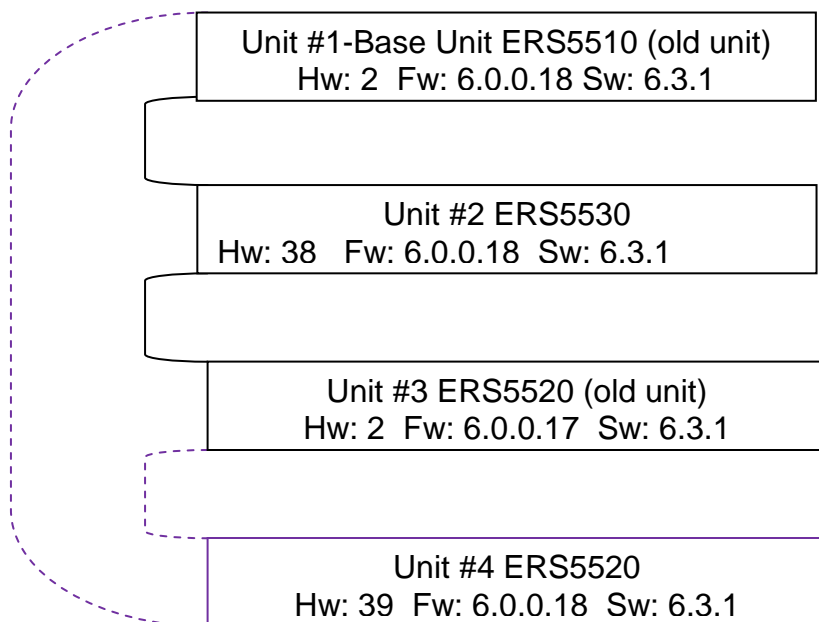 Unit #1-Base Unit ERS5510 (old unit)
Hw: 2 Fw: 6.0.0.18 Sw: 6.3.1
Unit #2 ERS5530
Hw: 38 Fw: 6.0.0.18 Sw: 6.3.1
Unit #3 ERS5520 (old unit)
Hw: 2 Fw: 6.0.0.17 Sw: 6.3.1
Unit #4 ERS5520
Hw: 39 Fw: 6.0.0.18 Sw: 6.3.1